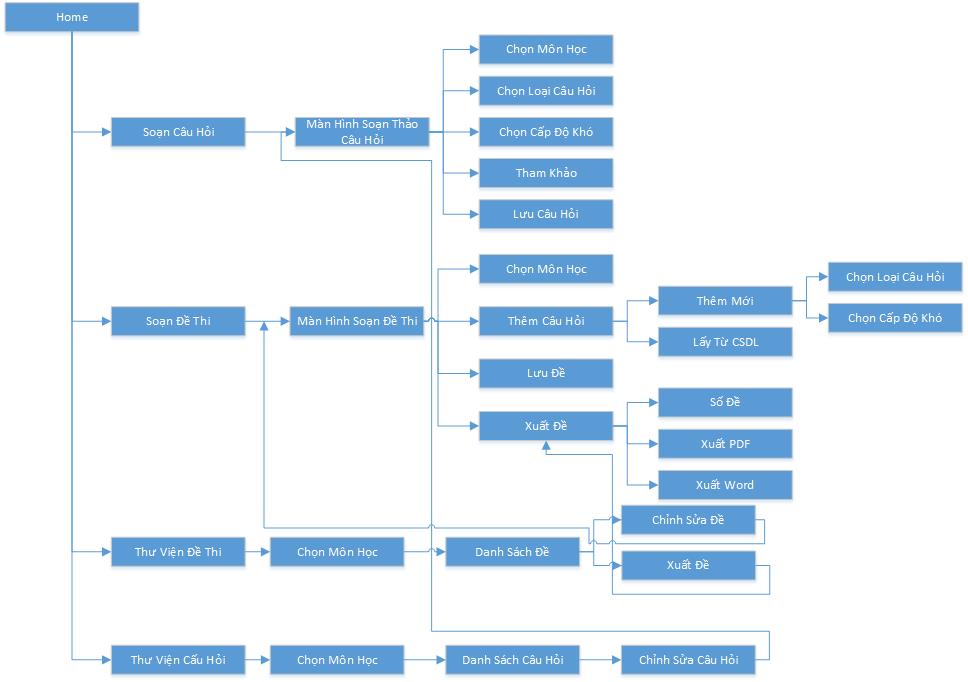 Home
Soạn Câu Hỏi
Màn Hình Soạn Thảo
Câu Hỏi
Chọn Môn Học
Chọn Loại Câu Hỏi
Chọn Cấp Độ Khó
Tham Khảo
Lưu Câu Hỏi
Soạn Đề Thi
Màn Hình Soạn Đề Thi
Chọn Môn Học
Thêm Câu Hỏi
Thêm Mới
Chọn Loại Câu Hỏi
Chọn Cấp Độ Khó
Lấy Từ CSDL
Lưu Đề
Xuất Đề
Số Đề
Xuất PDF
Xuất Word
Thư Viện Đề Thi
Chọn Môn Học
Danh Sách Đề
Chỉnh Sửa Đề
Xuất Đề
Thư Viện Cấu Hỏi
Chọn Môn Học
Danh Sách Câu Hỏi
Chỉnh Sửa Câu Hỏi